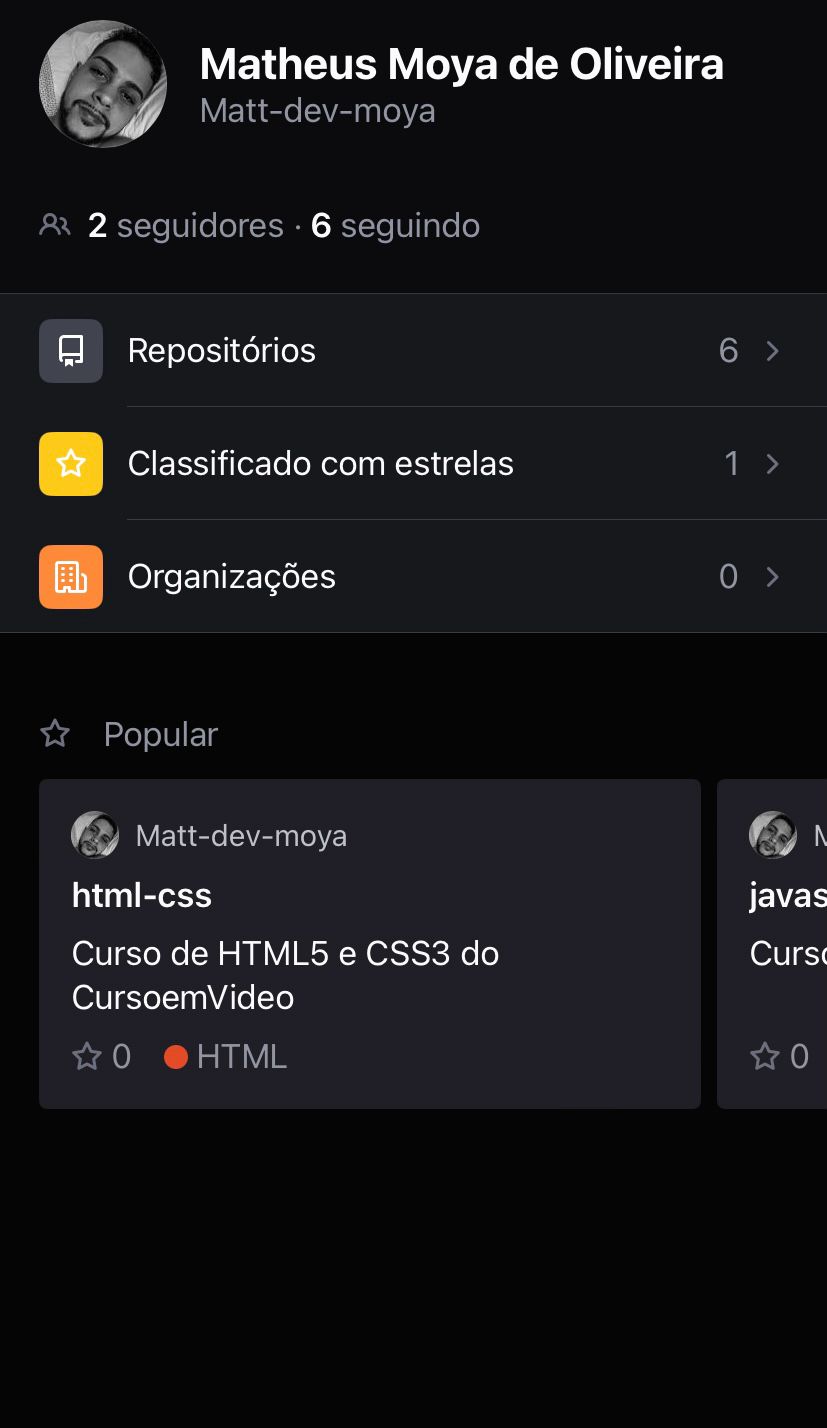 Matheus Moya de Oliveira
Matt-dev-moya
2 seguidores · 6 seguindo
Repositórios 6
Classificado com estrelas 1
Organizações 0
Popular
Matt-dev-moya
html-css
Curso de HTML5 e CSS3 do
CursoemVideo
0 HTML
0